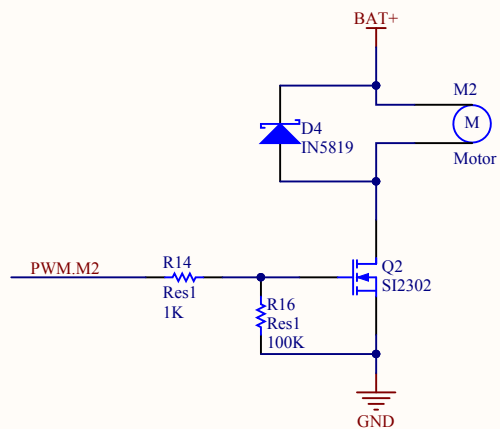 BAT+
M2
M
Motor
D4
IN5819
PWM.M2
R14
Res1
1K
Q2
SI2302
R16
Res1
100K
GND